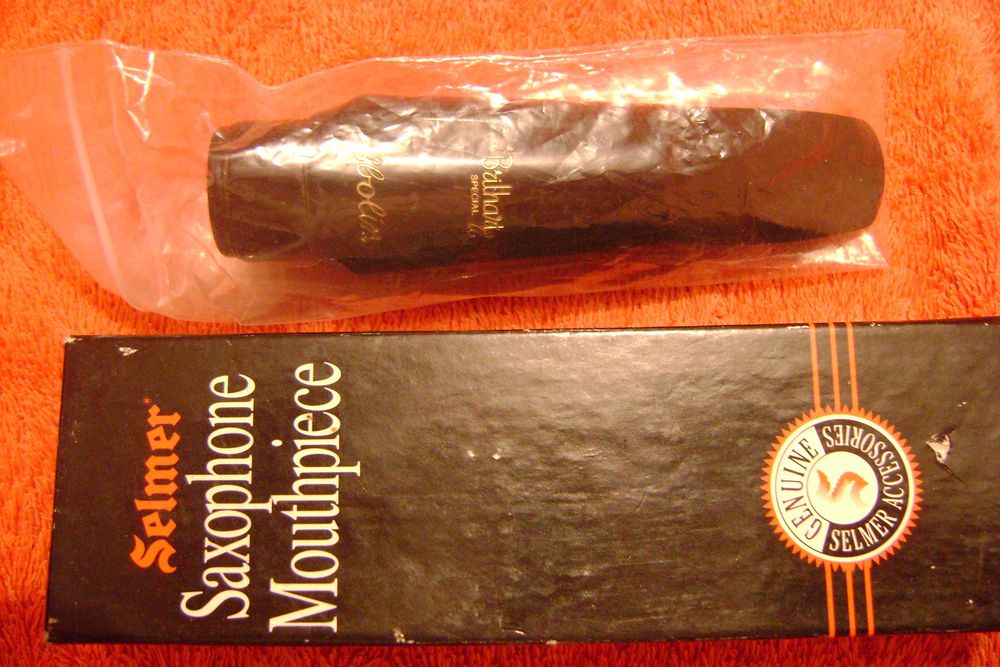 Ebolin
Brilhart
SPECIAL
Selmer®
Saxophone
Mouthpiece
GENUINE
SELMER ACCESSORIES